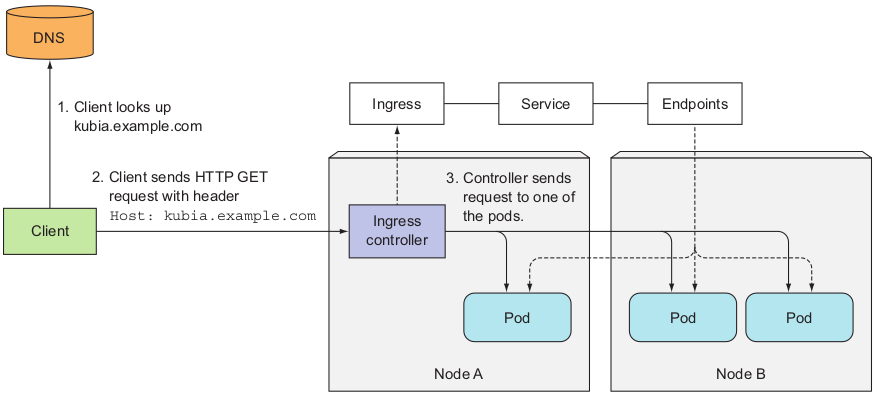 DNS
1. Client looks up
kubia.example.com
Ingress
Service
Endpoints
2. Client sends HTTP GET
request with header
Host: kubia.example.com
3. Controller sends
request to one of
the pods.
Client
Ingress
controller
Pod
Pod
Pod
Node A
Node B